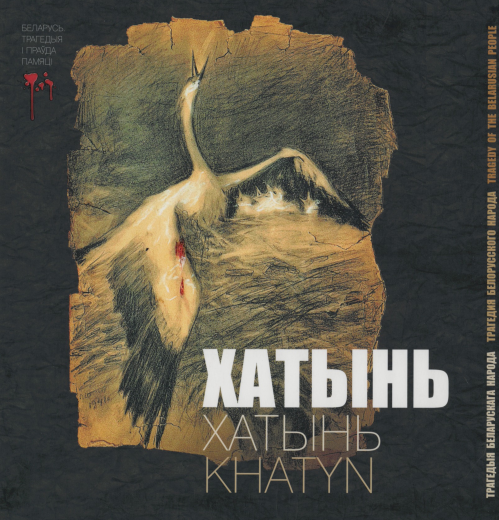 БЕЛАРУСЬ:
ТРАГЕДЫЯ
І ПРАЎДА
ПАМЯЦІ
ХАТЫНЬ
ХАТЫНЬ
KHATYN
ТРАГЕДЫЯ БЕЛАРУСКАГА НАРОДА ТРАГЕДИЯ БЕЛОРУССКОГО НАРОДА TRAGEDY OF THE BELARUSIAN PEOPLE